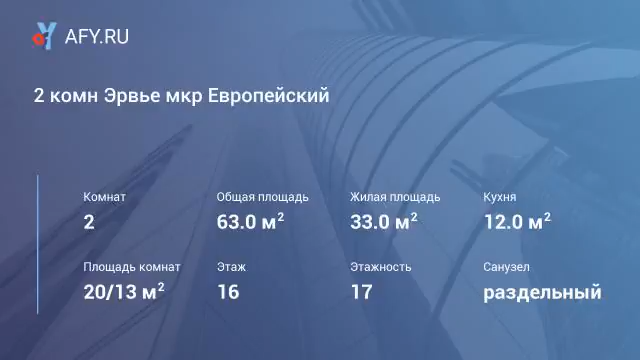 AFY.RU
2 комн Эрвье мкр Европейский
Комнат Общая площадь Жилая площадь Кухня
2 63.0 м² 33.0 м² 12.0 м²
Площадь комнат Этаж Этажность Санузел
20/13 м² 16 17 раздельный